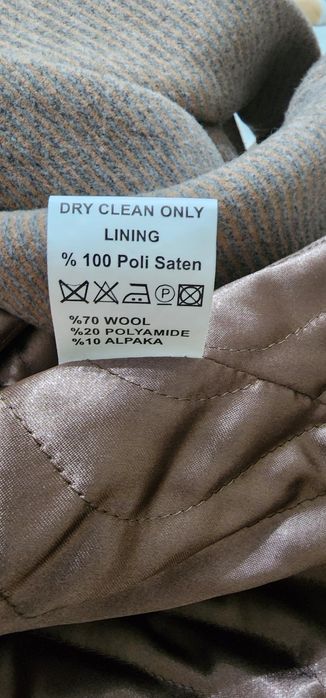 DRY CLEAN ONLY
LINING
% 100 Poli Saten
P
%70 WOOL
%20 POLYAMIDE
%10 ALPAKA